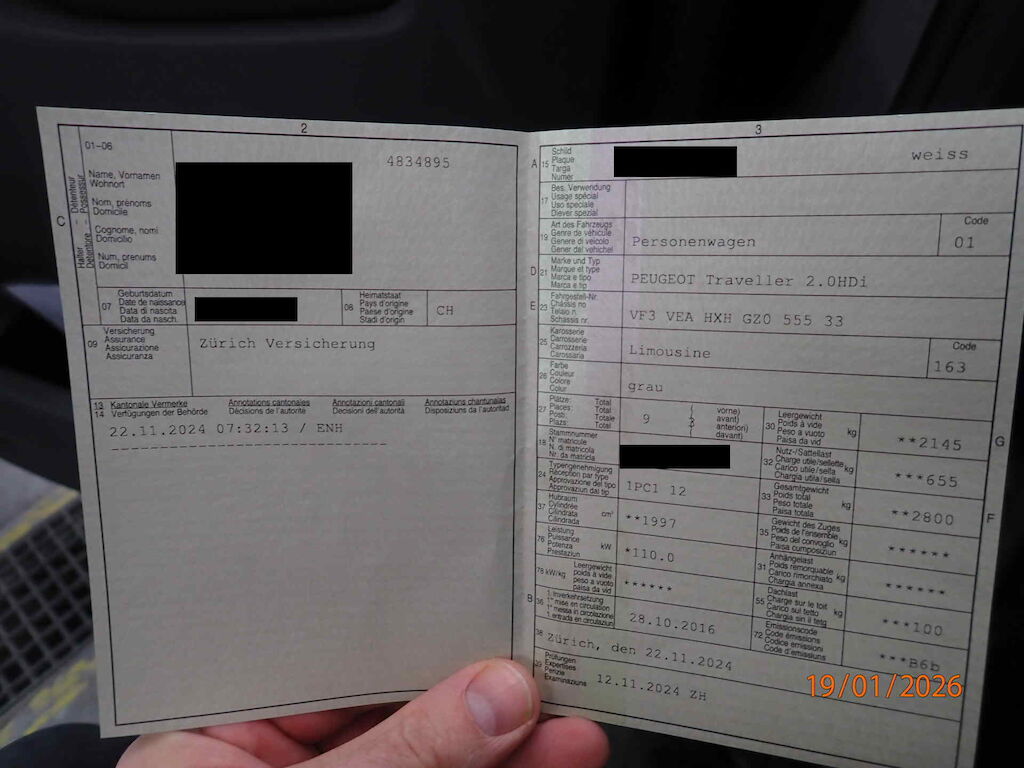 2
01-06
4834895
Name, Vornamen
Wohnort
Nom, prénoms
Domicile
Cognome, nomi
Domicilio
Num, prenums
Domicil
C
Halter Détenteur
Detentore Possessur
07
Geburtsdatum
Date de naissance
Data di nascita
Data da nasch.
08
Heimatstaat
Pays d'origine
Paese d'origine
Stadi d'origin
CH
09
Versicherung
Assurance
Assicurazione
Assicuranza
Zürich Versicherung
13 Kantonale Vermerke Annotations cantonales Annotazioni cantonali Annotaziuns chantunalas
14 Verfügungen der Behörde Décisions de l'autorité Decisioni dell'autorità Disposiziuns da l'autoritad
22.11.2024 07:32:13 / ENH
3
A 15
Schild
Plaque
Targa
Numer
weiss
17
Bes. Verwendung
Usage spécial
Uso speciale
Diever spezial
19
Art des Fahrzeugs
Genre de véhicule
Genere di veicolo
Gener dal vehichel
Personenwagen
Code
01
D 21
Marke und Typ
Marque et type
Marca e tipo
Marca e tip
PEUGEOT Traveller 2.0HDi
E 23
Fahrgestell-Nr.
Châssis no
Telaio n.
Schassis nr.
VF3 VEA HXH GZ0 555 33
25
Karosserie
Carrosserie
Carrozzeria
Carossaria
Limousine
Code
163
26
Farbe
Couleur
Colore
Colur
grau
27
Plätze: Total
Places: Total
Posti: Totale
Plazs: Total
9
( vorne)
( avant)
3 anteriori)
( davant)
30
Leergewicht
Poids à vide
Peso a vuoto
Paisa da vid
kg
**2145
G
18
Stammnummer
N° matricule
N. di matricola
Nr. da matricla
32
Nutz-/Sattellast
Charge utile/sellette
Carico utile/sella
Chargia utila/sella
kg
***655
24
Typengenehmigung
Réception par type
Approvazione del tipo
Approvaziun dal tip
1PC1 12
33
Gesamtgewicht
Poids total
Peso totale
Paisa totala
kg
**2800
F
37
Hubraum
Cylindrée
Cilindrata
Cilindrada
cm³
**1997
35
Gewicht des Zuges
Poids de l'ensemble
Peso del convoglio
Paisa cumposiziun
kg
******
76
Leistung
Puissance
Potenza
Prestaziun
kW
*110.0
31
Anhängelast
Poids remorquable
Carico rimorchiato
Chargia annexa
kg
******
78 kW/kg
Leergewicht
poids à vide
peso a vuoto
paisa da vid
*****
55
Dachlast
Charge sur le toit
Carico sul tetto
Chargia sin il tetg
kg
***100
B 36
1. Inverkehrsetzung
1re mise en circulation
1a messa in circolazione
1. entrada en circulaziun
28.10.2016
72
Emissionscode
Code émissions
Codice emissioni
Code d'emissiuns
***B6b
38
Zürich, den 22.11.2024
39
Prüfungen
Expertises
Perizie
Examinaziuns
12.11.2024 ZH
19/01/2026